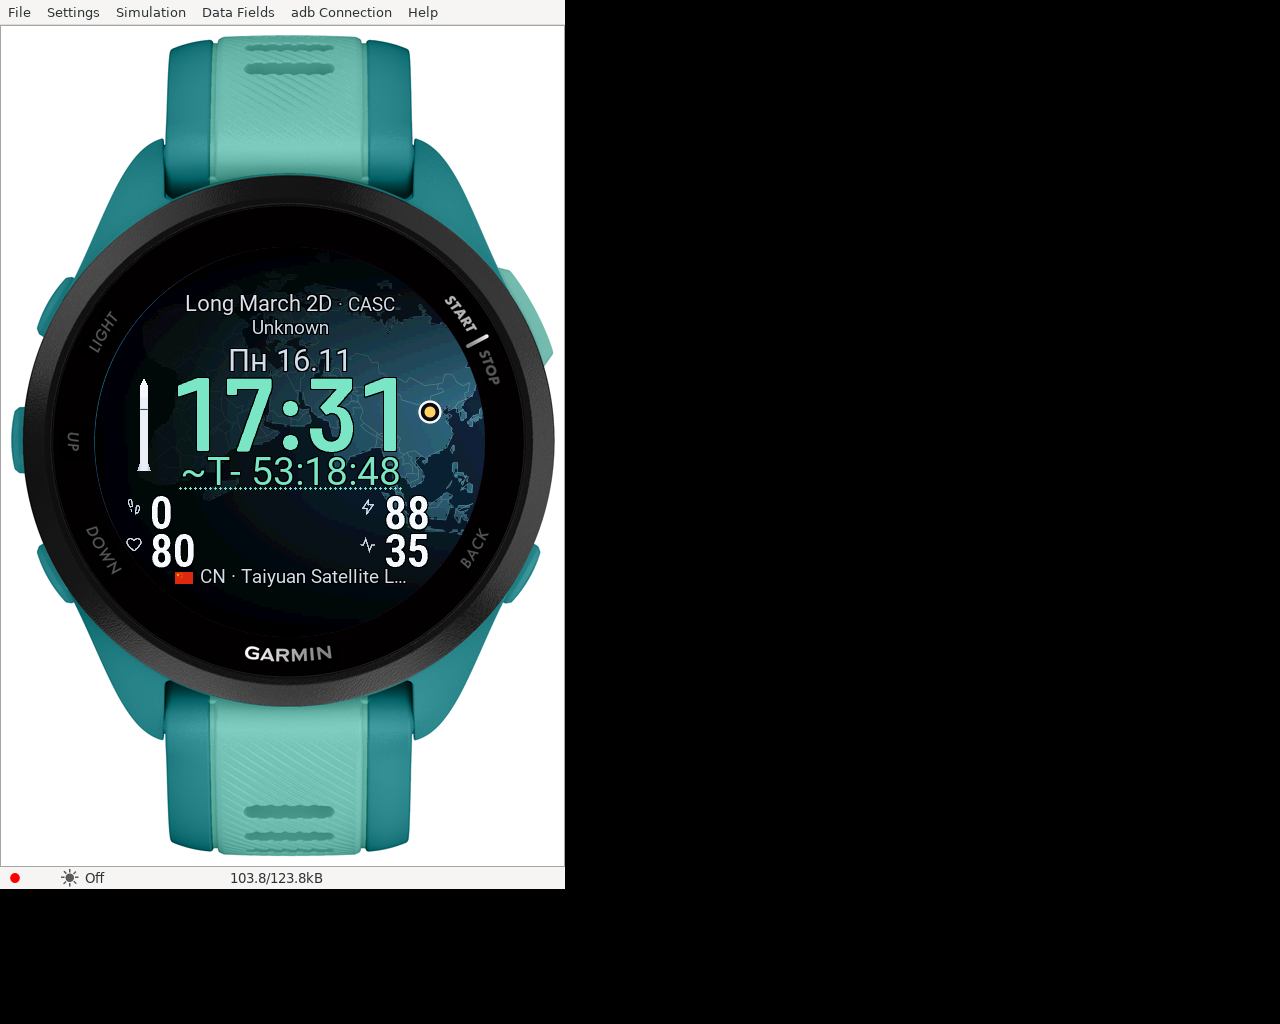 File Settings Simulation Data Fields adb Connection Help
Long March 2D · CASC
Unknown
Пн 16.11
17:31
~T- 53:18:48
0 88
80 35
CN · Taiyuan Satellite L...
LIGHT
UP
DOWN
START
STOP
BACK
GARMIN
Off 103.8/123.8kB